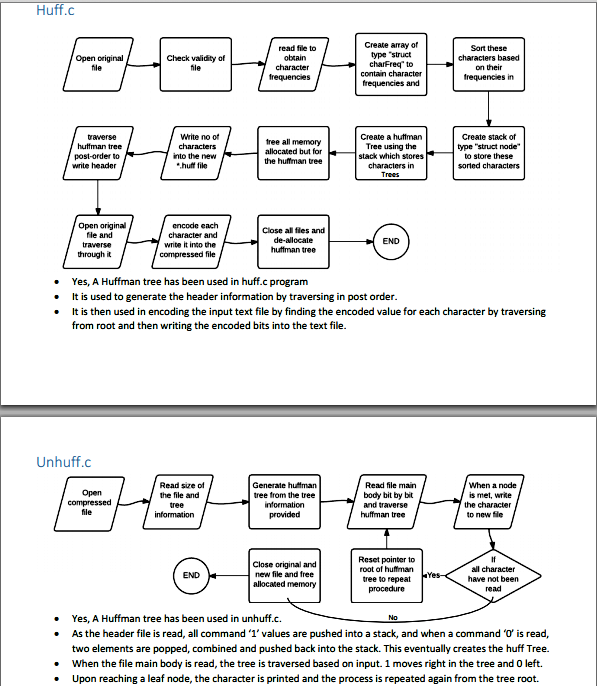 Huff.c
Open original
file
Check validity of
file
read file to
obtain
character
frequencies
Create array of
type "struct
charFreq" to
contain character
frequencies and
Sort these
characters based
on their
frequencies in
traverse
huffman tree
post-order to
write header
Write no of
characters
into the new
*.huff file
free all memory
allocated but for
the huffman tree
Create a huffman
Tree using the
stack which stores
characters in
Trees
Create stack of
type "struct node"
to store these
sorted characters
Open original
file and
traverse
through it
encode each
character and
write it into the
compressed file
Close all files and
de-allocate
huffman tree
END
• Yes, A Huffman tree has been used in huff.c program
• It is used to generate the header information by traversing in post order.
• It is then used in encoding the input text file by finding the encoded value for each character by traversing
from root and then writing the encoded bits into the text file.
Unhuff.c
Open
compressed
file
Read size of
the file and
tree
information
Generate huffman
tree from the tree
information
provided
Read file main
body bit by bit
and traverse
huffman tree
When a node
is met, write
the character
to new file
END
Close original and
new file and free
allocated memory
Reset pointer to
root of huffman
tree to repeat
procedure
Yes
If
all character
have not been
read
No
• Yes, A Huffman tree has been used in unhuff.c.
• As the header file is read, all command '1' values are pushed into a stack, and when a command '0' is read,
two elements are popped, combined and pushed back into the stack. This eventually creates the huff Tree.
• When the file main body is read, the tree is traversed based on input. 1 moves right in the tree and 0 left.
• Upon reaching a leaf node, the character is printed and the process is repeated again from the tree root.